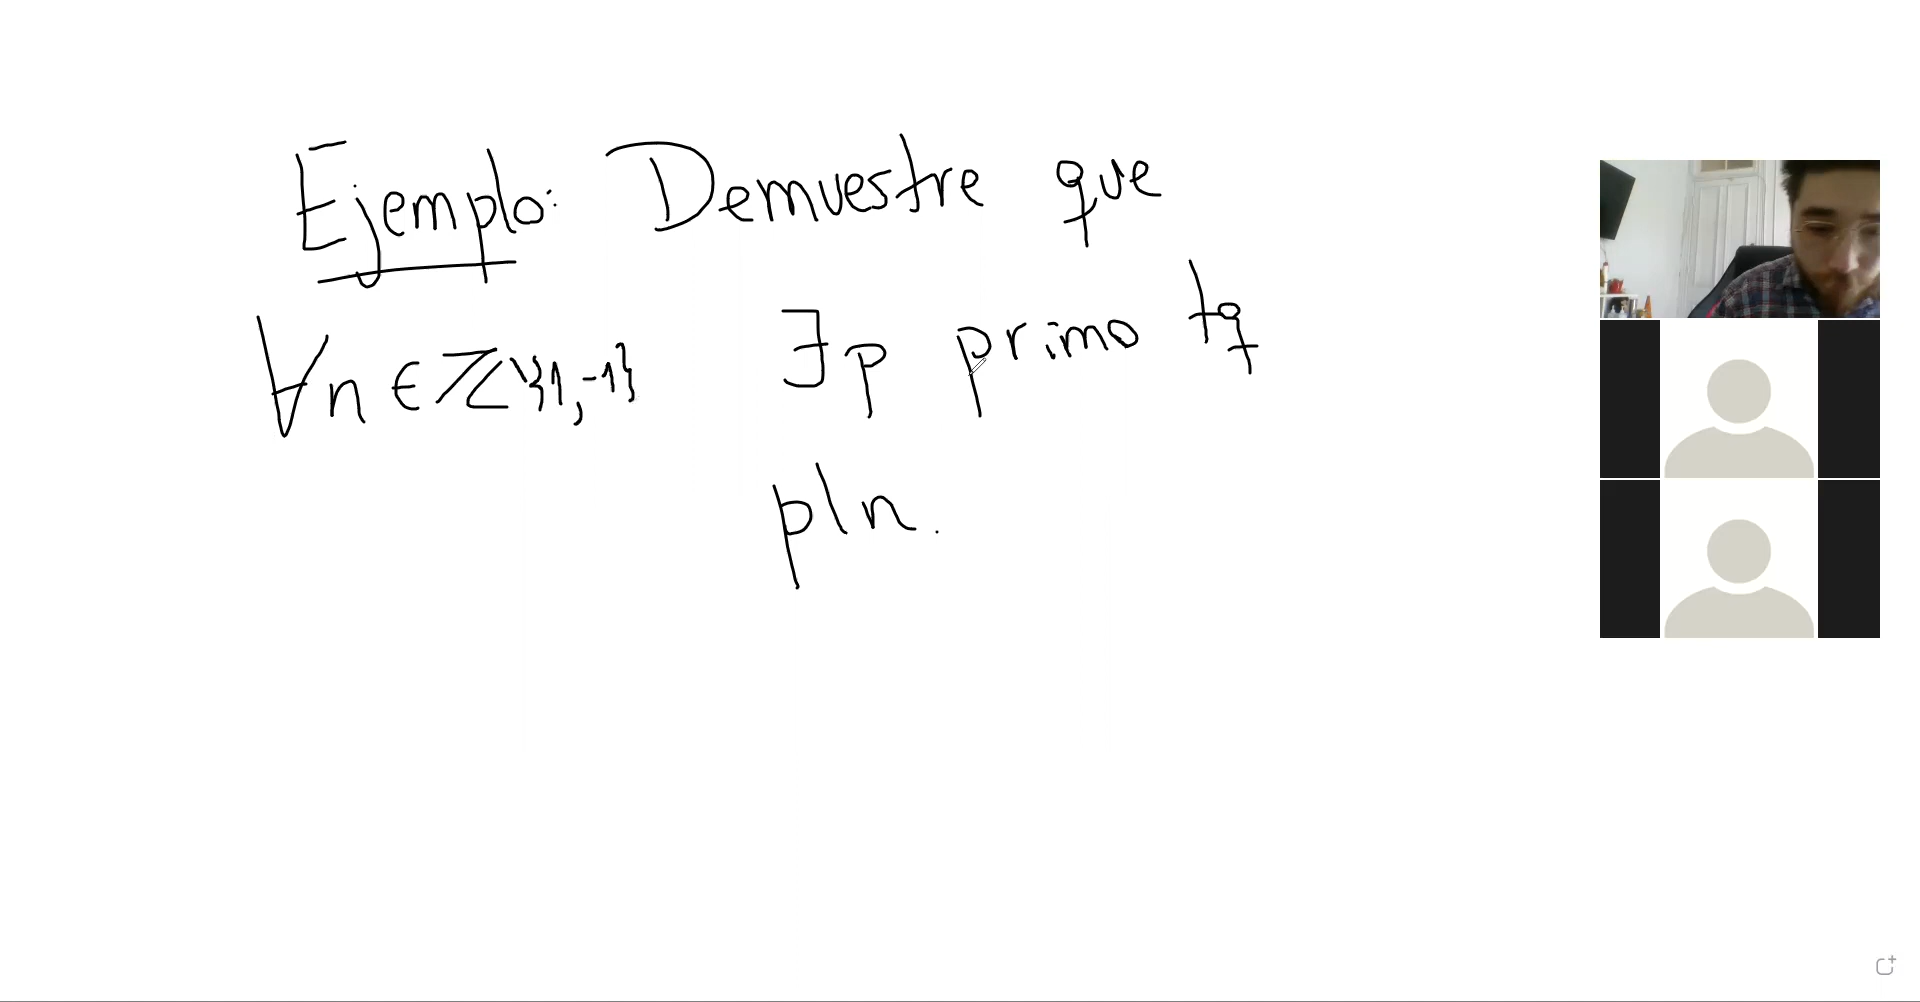 Ejemplo: Demuestre que
∀n ∈ ℤ\{1,-1} ∃p primo tq
p|n.